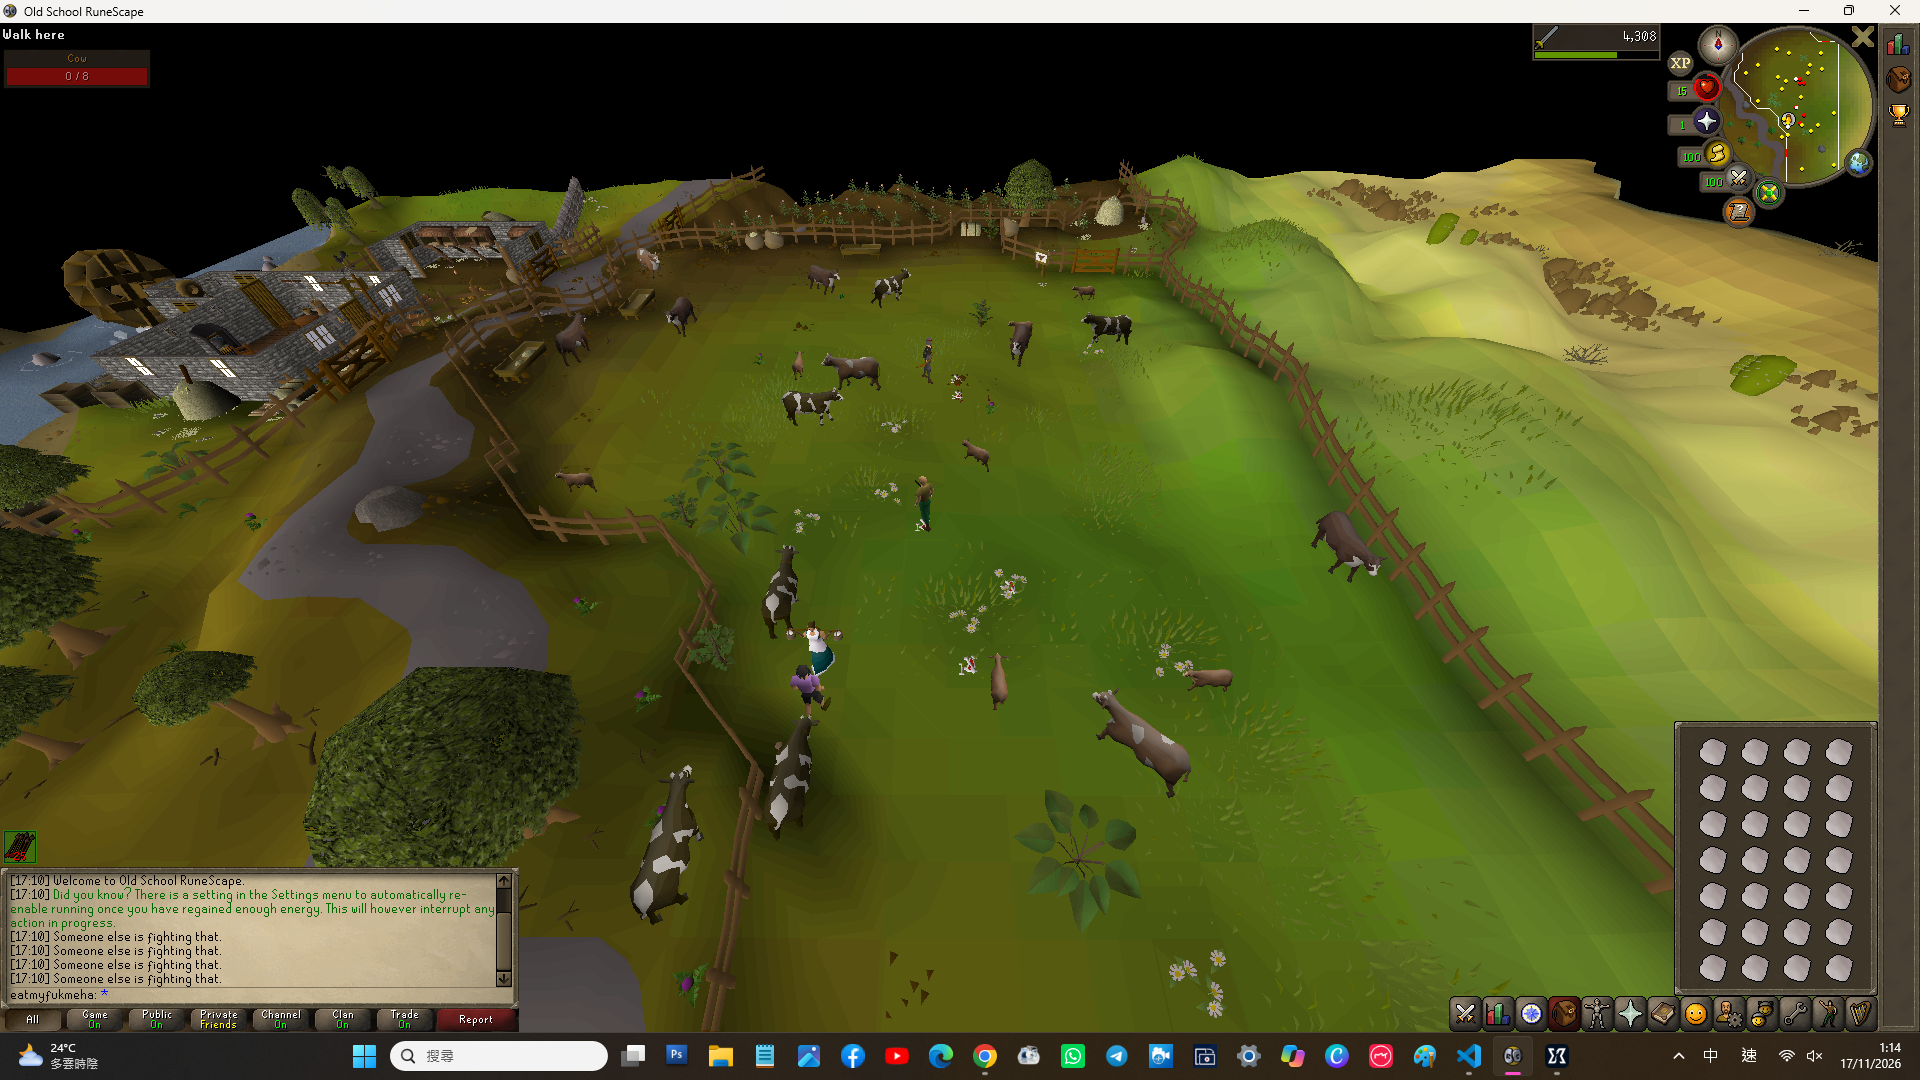 Old School RuneScape
Walk here
Cow
0 / 8
4,308
N
XP
15
1
100
100
23
[17:10] Welcome to Old School RuneScape.
[17:10] Did you know? There is a setting in the Settings menu to automatically re-
enable running once you have regained enough energy. This will however interrupt any
action in progress.
[17:10] Someone else is fighting that.
[17:10] Someone else is fighting that.
[17:10] Someone else is fighting that.
[17:10] Someone else is fighting that.
eatmyfukmeha: *
All
Game
On
Public
On
Private
Friends
Channel
On
Clan
On
Trade
On
Report
24°C
多雲時陰
搜尋
Ps
中
速
1:14
17/11/2026